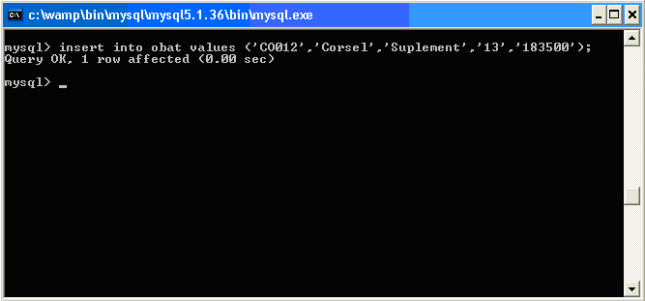 c:\wamp\bin\mysql\mysql5.1.36\bin\mysql.exe
mysql> insert into obat values ('CO012','Corsel','Suplement','13','183500');
Query OK, 1 row affected (0.00 sec)
mysql> _